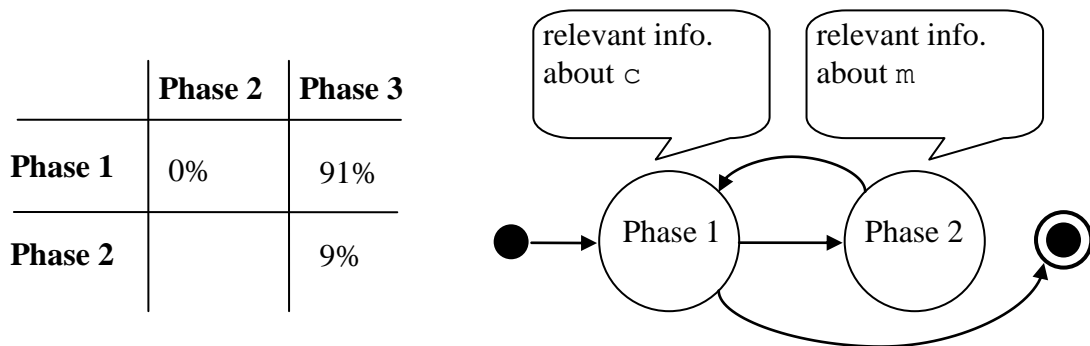 Phase 2 Phase 3
Phase 1 0% 91%
Phase 2 9%
relevant info.
about c
relevant info.
about m
Phase 1
Phase 2